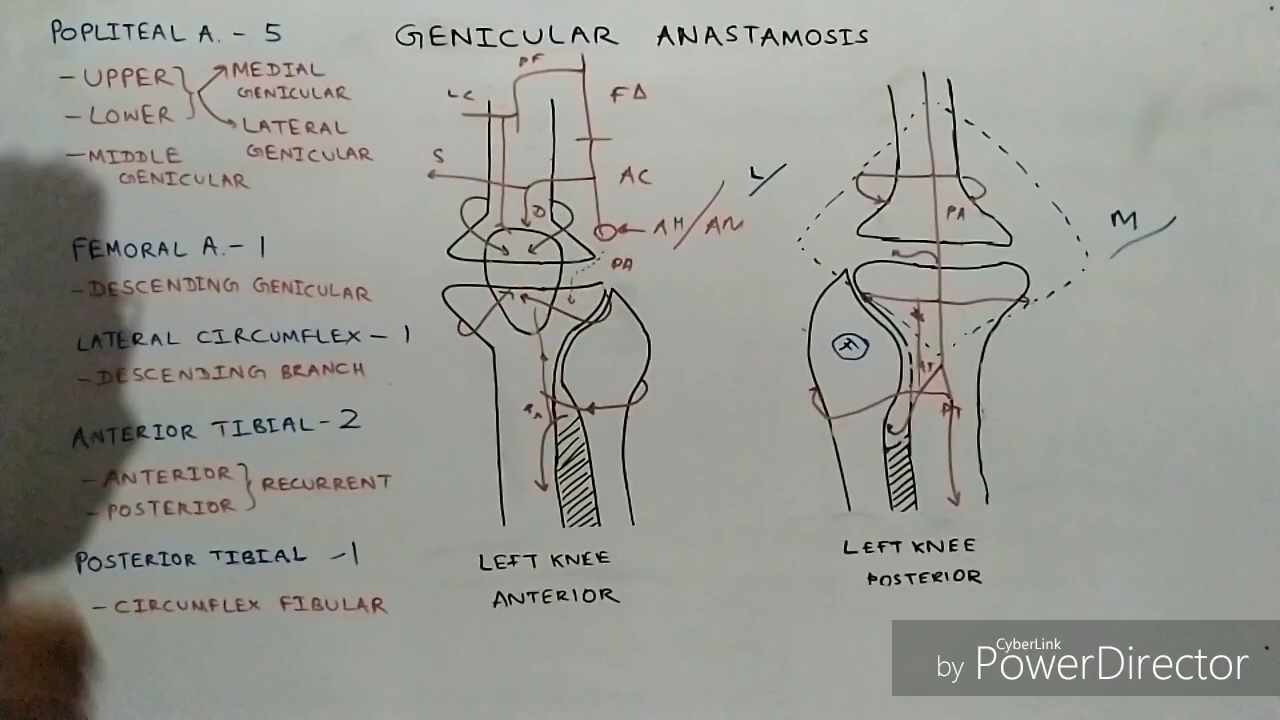 GENICULAR ANASTAMOSIS
POPLITEAL A. - 5
- UPPER
- LOWER
MEDIAL
GENICULAR
LATERAL
GENICULAR
- MIDDLE
GENICULAR
FEMORAL A. - 1
- DESCENDING GENICULAR
LATERAL CIRCUMFLEX - 1
- DESCENDING BRANCH
ANTERIOR TIBIAL - 2
- ANTERIOR
- POSTERIOR
RECURRENT
POSTERIOR TIBIAL - 1
- CIRCUMFLEX FIBULAR
PF
LC
FA
S
AC
L
D
AH/AM
PA
LEFT KNEE
ANTERIOR
PA
M
PT
LEFT KNEE
POSTERIOR
CyberLink
by PowerDirector